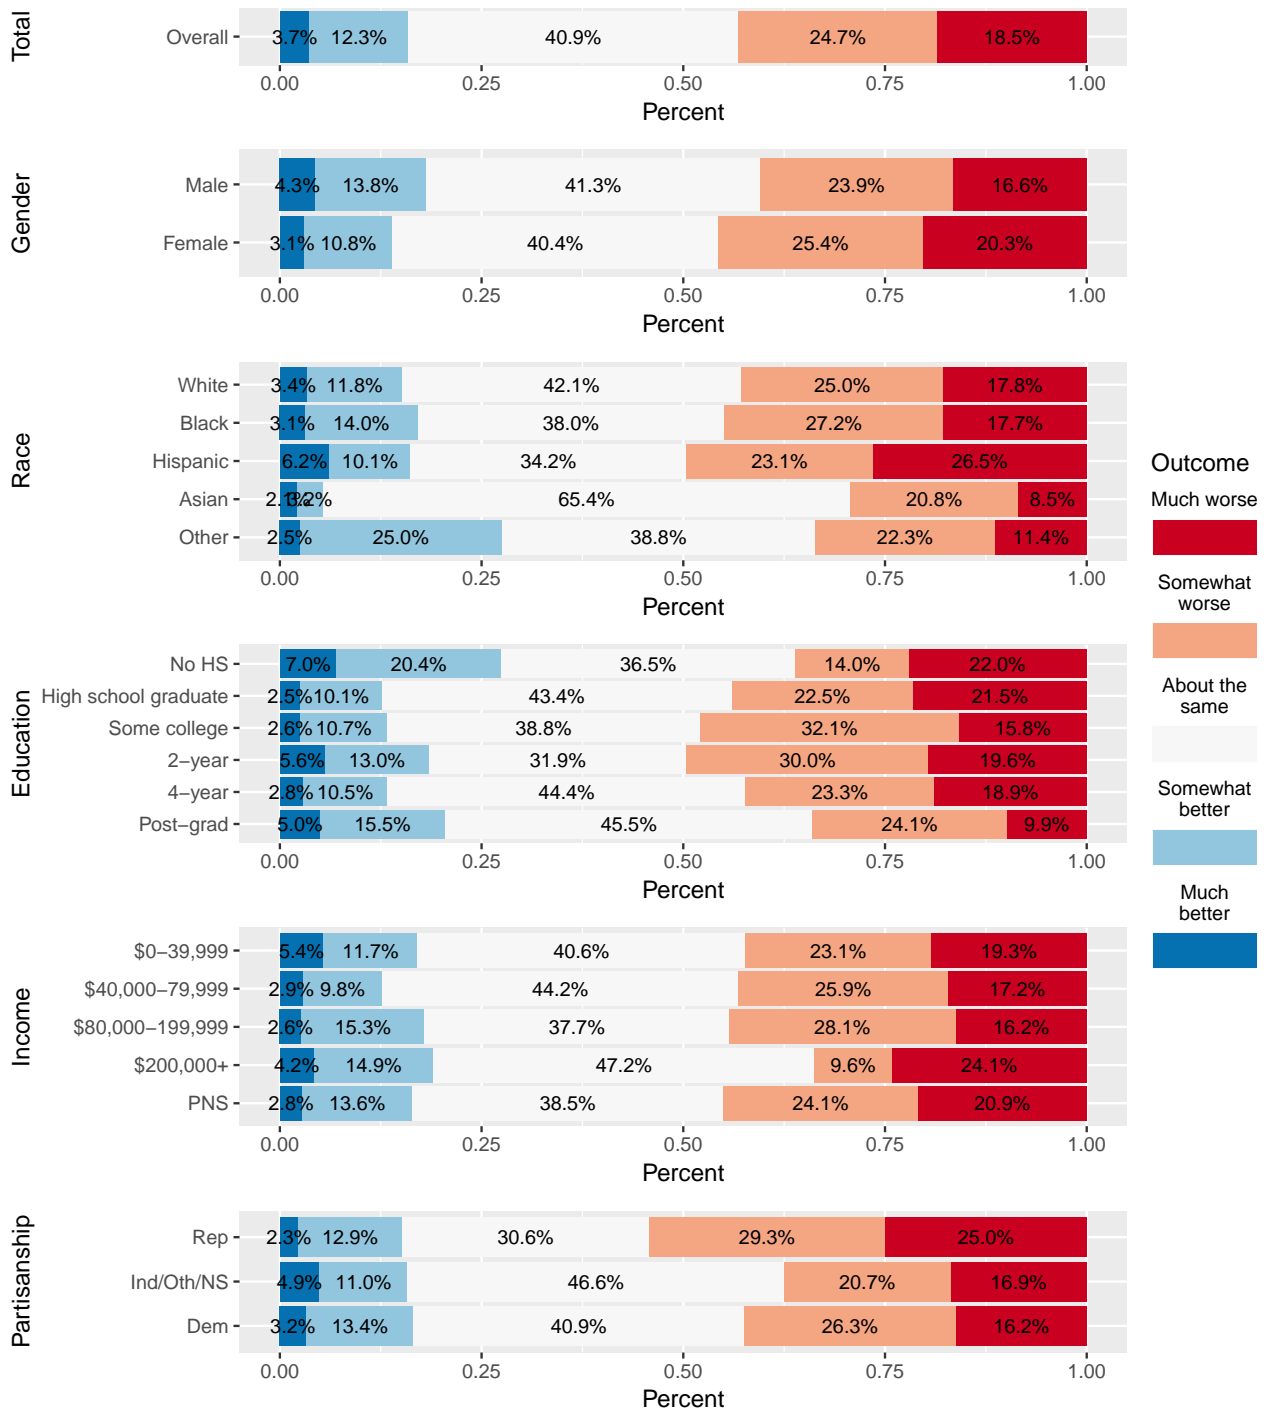 Total
Overall
3.7% 12.3% 40.9% 24.7% 18.5%
0.00 0.25 0.50 0.75 1.00
Percent
Gender
Male
4.3% 13.8% 41.3% 23.9% 16.6%
Female
3.1% 10.8% 40.4% 25.4% 20.3%
0.00 0.25 0.50 0.75 1.00
Percent
Race
White
3.4% 11.8% 42.1% 25.0% 17.8%
Black
3.1% 14.0% 38.0% 27.2% 17.7%
Hispanic
6.2% 10.1% 34.2% 23.1% 26.5%
Asian
2.1% 3.2% 65.4% 20.8% 8.5%
Other
2.5% 25.0% 38.8% 22.3% 11.4%
0.00 0.25 0.50 0.75 1.00
Percent
Education
No HS
7.0% 20.4% 36.5% 14.0% 22.0%
High school graduate
2.5% 10.1% 43.4% 22.5% 21.5%
Some college
2.6% 10.7% 38.8% 32.1% 15.8%
2−year
5.6% 13.0% 31.9% 30.0% 19.6%
4−year
2.8% 10.5% 44.4% 23.3% 18.9%
Post−grad
5.0% 15.5% 45.5% 24.1% 9.9%
0.00 0.25 0.50 0.75 1.00
Percent
Income
$0−39,999
5.4% 11.7% 40.6% 23.1% 19.3%
$40,000−79,999
2.9% 9.8% 44.2% 25.9% 17.2%
$80,000−199,999
2.6% 15.3% 37.7% 28.1% 16.2%
$200,000+
4.2% 14.9% 47.2% 9.6% 24.1%
PNS
2.8% 13.6% 38.5% 24.1% 20.9%
0.00 0.25 0.50 0.75 1.00
Percent
Partisanship
Rep
2.3% 12.9% 30.6% 29.3% 25.0%
Ind/Oth/NS
4.9% 11.0% 46.6% 20.7% 16.9%
Dem
3.2% 13.4% 40.9% 26.3% 16.2%
0.00 0.25 0.50 0.75 1.00
Percent
Outcome
Much worse
Somewhat
worse
About the
same
Somewhat
better
Much
better